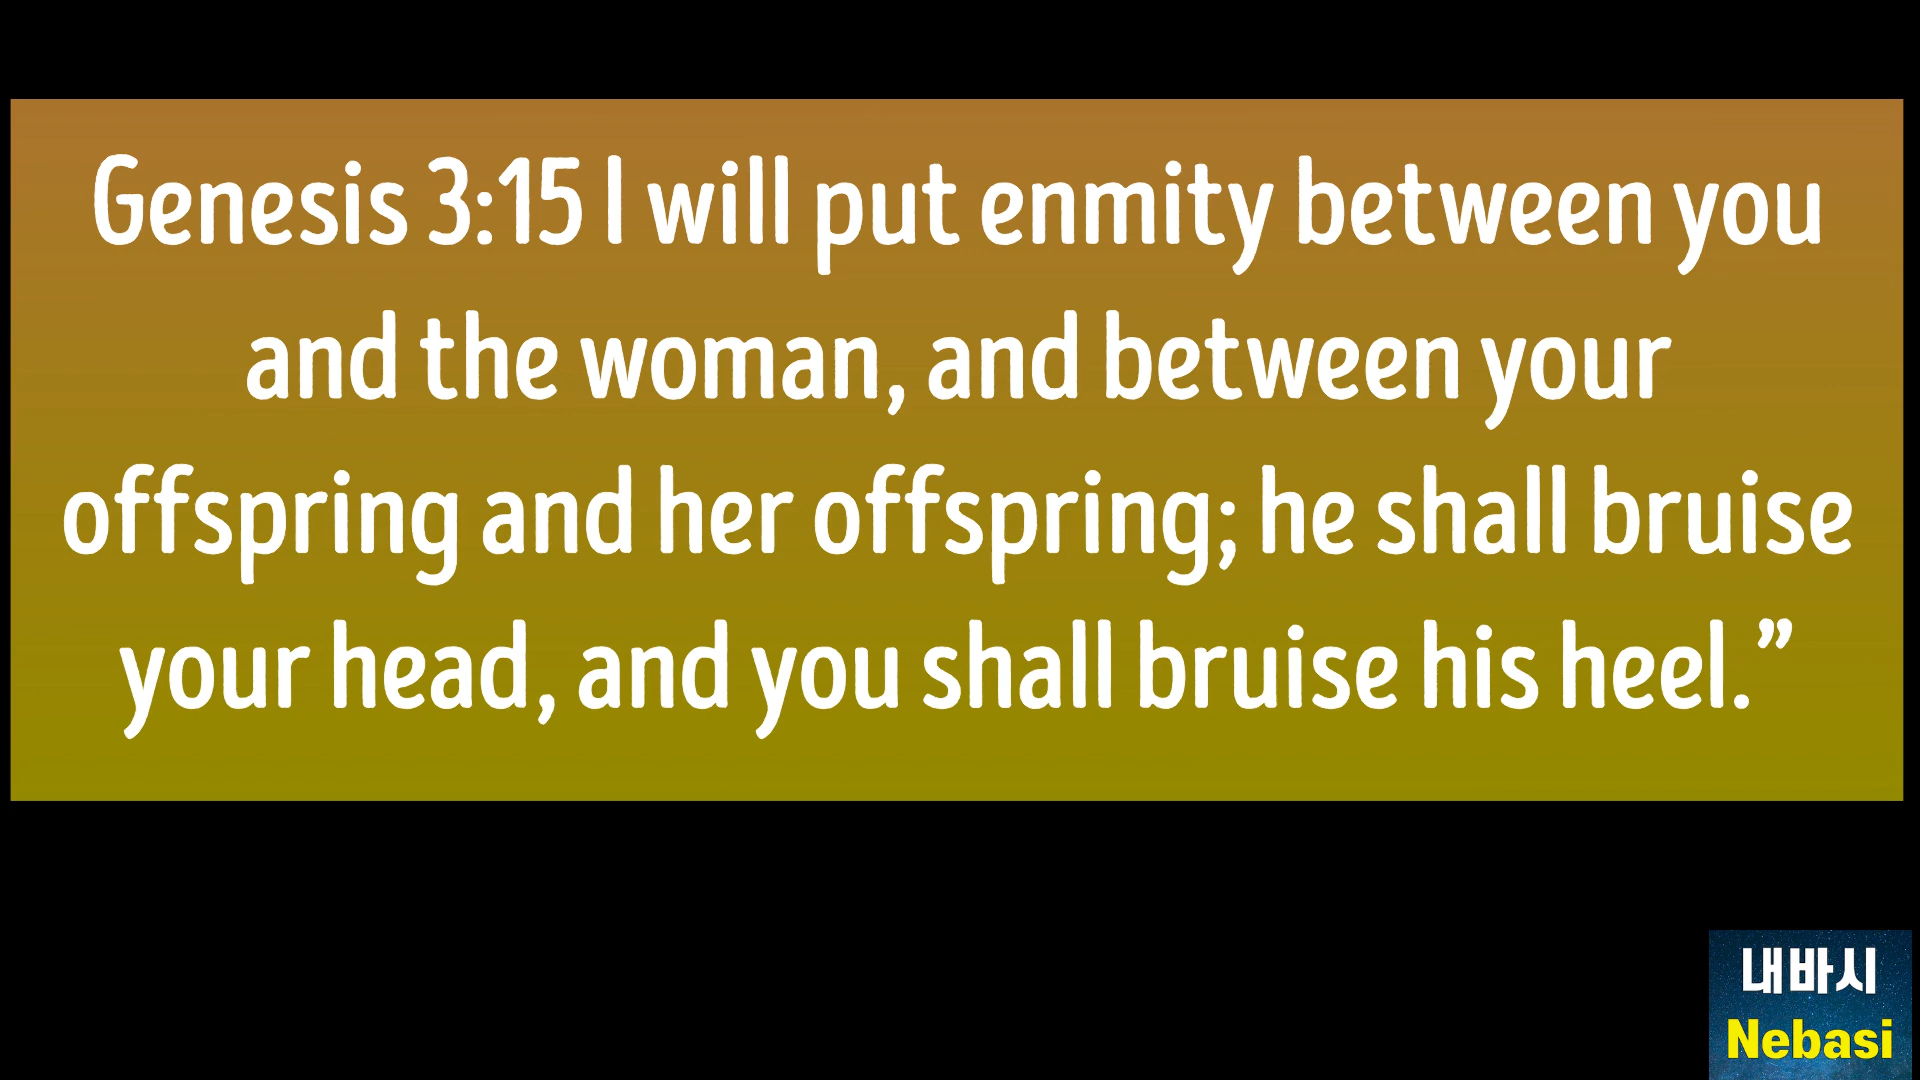 Genesis 3:15 I will put enmity between you
and the woman, and between your
offspring and her offspring; he shall bruise
your head, and you shall bruise his heel.”
내바시
Nebasi